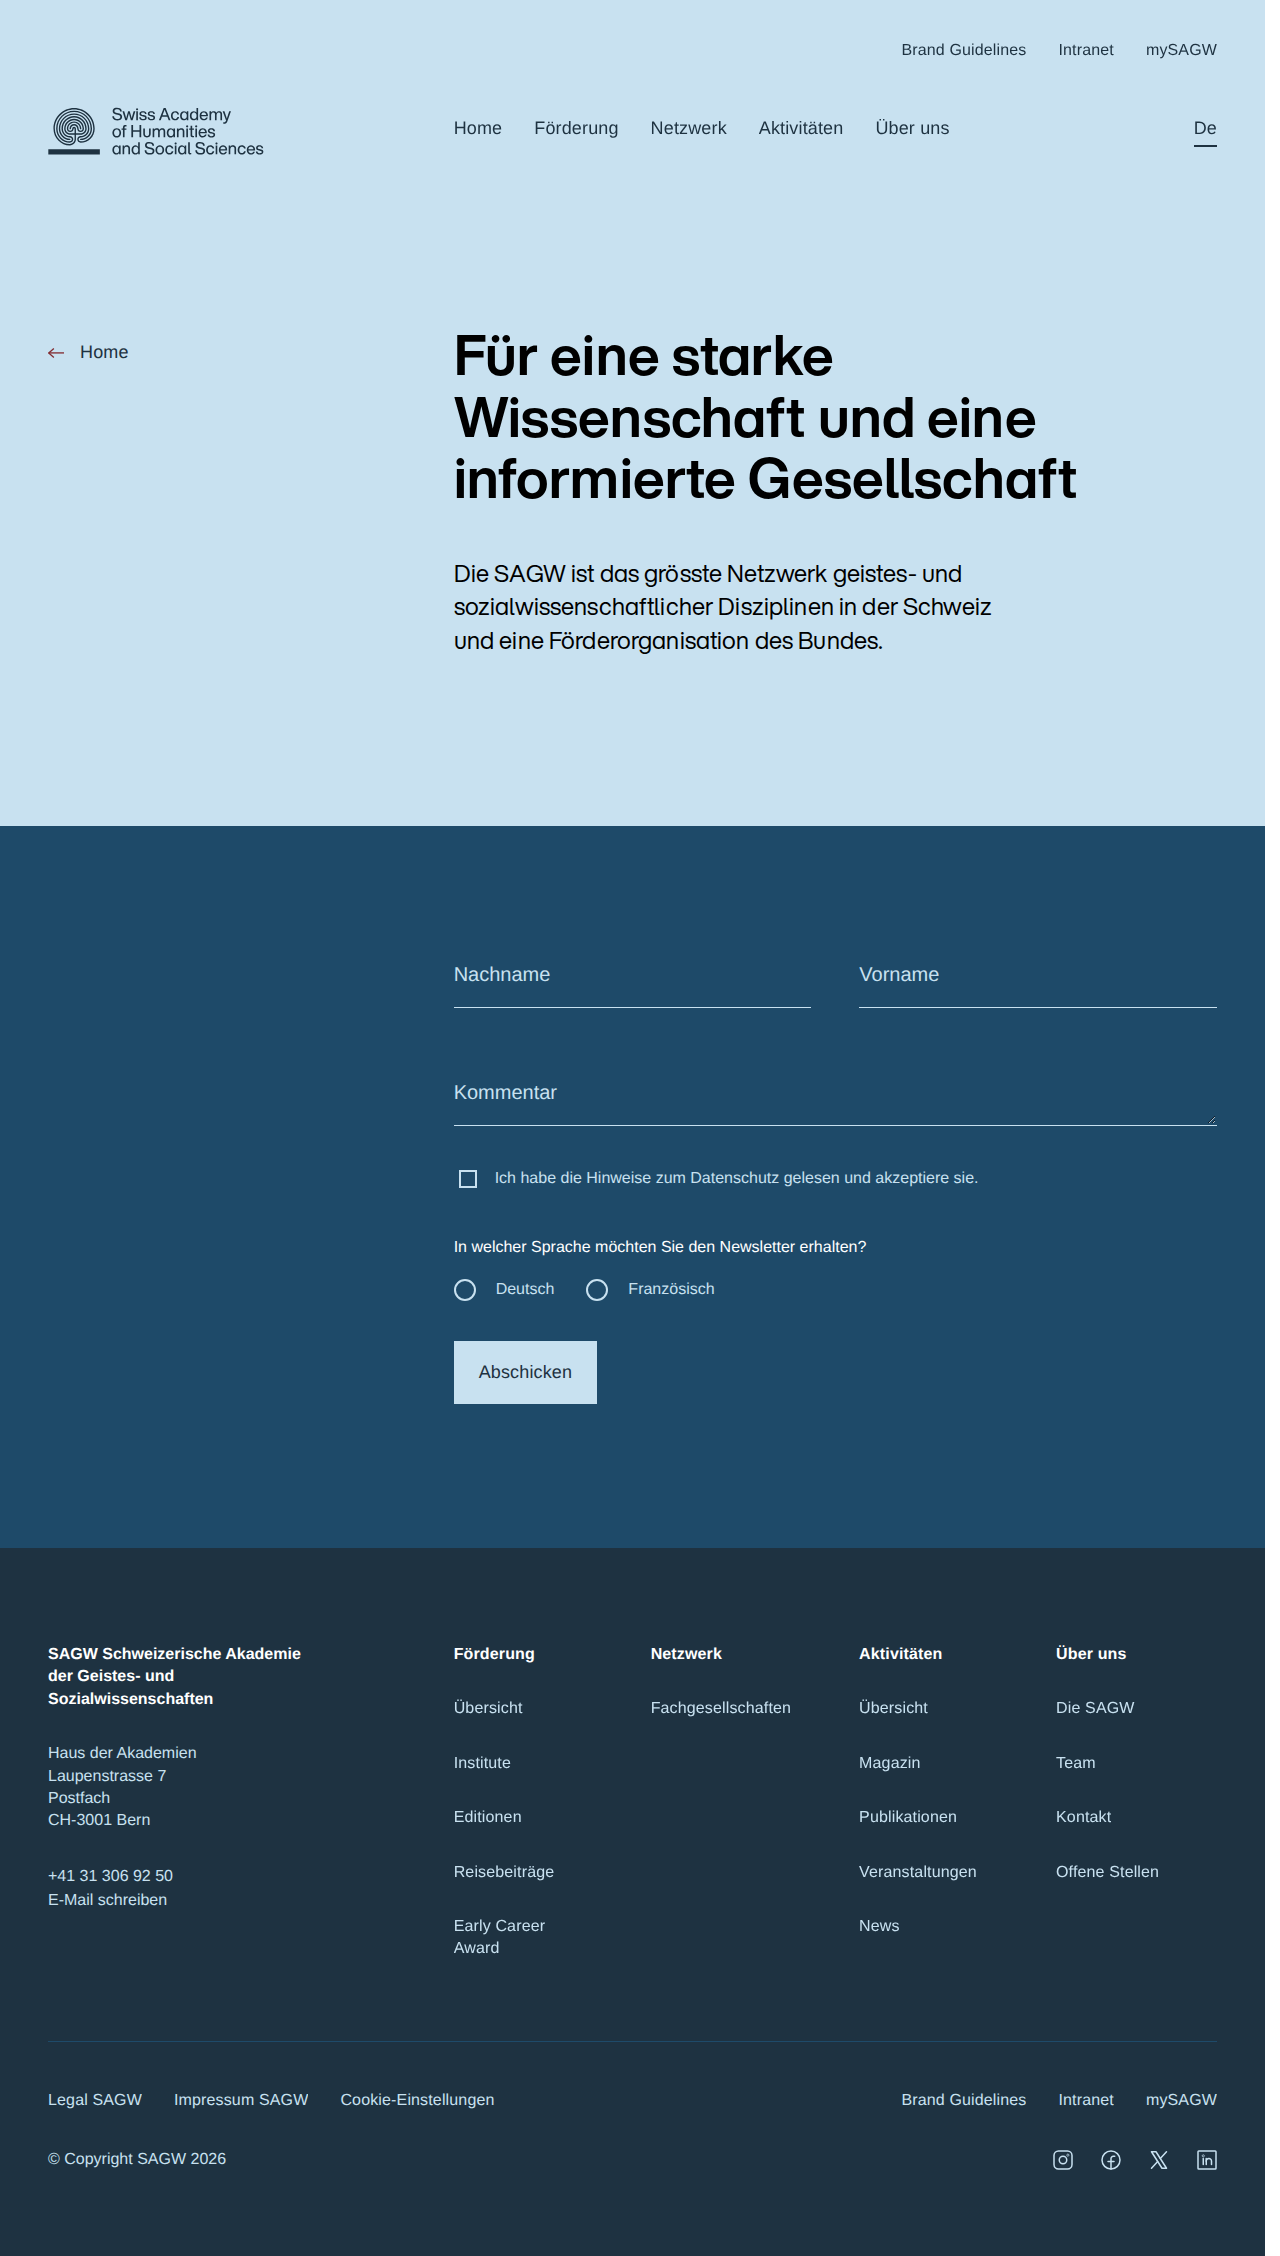 Brand Guidelines Intranet mySAGW
Swiss Academy
of Humanities
and Social Sciences
Home Förderung Netzwerk Aktivitäten Über uns De
Home
Für eine starke
Wissenschaft und eine
informierte Gesellschaft
Die SAGW ist das grösste Netzwerk geistes- und
sozialwissenschaftlicher Disziplinen in der Schweiz
und eine Förderorganisation des Bundes.
Nachname Vorname
Kommentar
Ich habe die Hinweise zum Datenschutz gelesen und akzeptiere sie.
In welcher Sprache möchten Sie den Newsletter erhalten?
Deutsch Französisch
Abschicken
SAGW Schweizerische Akademie
der Geistes- und
Sozialwissenschaften
Haus der Akademien
Laupenstrasse 7
Postfach
CH-3001 Bern
+41 31 306 92 50
E-Mail schreiben
Förderung
Übersicht
Institute
Editionen
Reisebeiträge
Early Career
Award
Netzwerk
Fachgesellschaften
Aktivitäten
Übersicht
Magazin
Publikationen
Veranstaltungen
News
Über uns
Die SAGW
Team
Kontakt
Offene Stellen
Legal SAGW Impressum SAGW Cookie-Einstellungen
Brand Guidelines Intranet mySAGW
© Copyright SAGW 2026